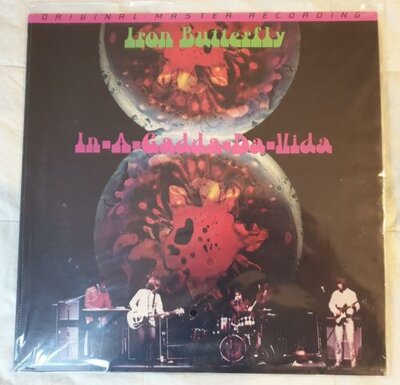 ORIGINAL MASTER RECORDING
Iron Butterfly
In-A-Gadda-Da-Vida